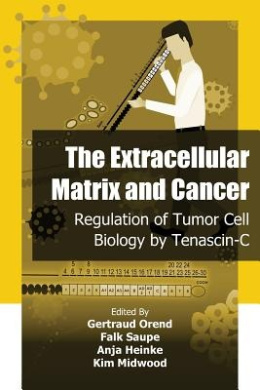 The Extracellular
Matrix and Cancer
Regulation of Tumor Cell
Biology by Tenascin-C
Edited By
Gertraud Orend
Falk Saupe
Anja Heinke
Kim Midwood